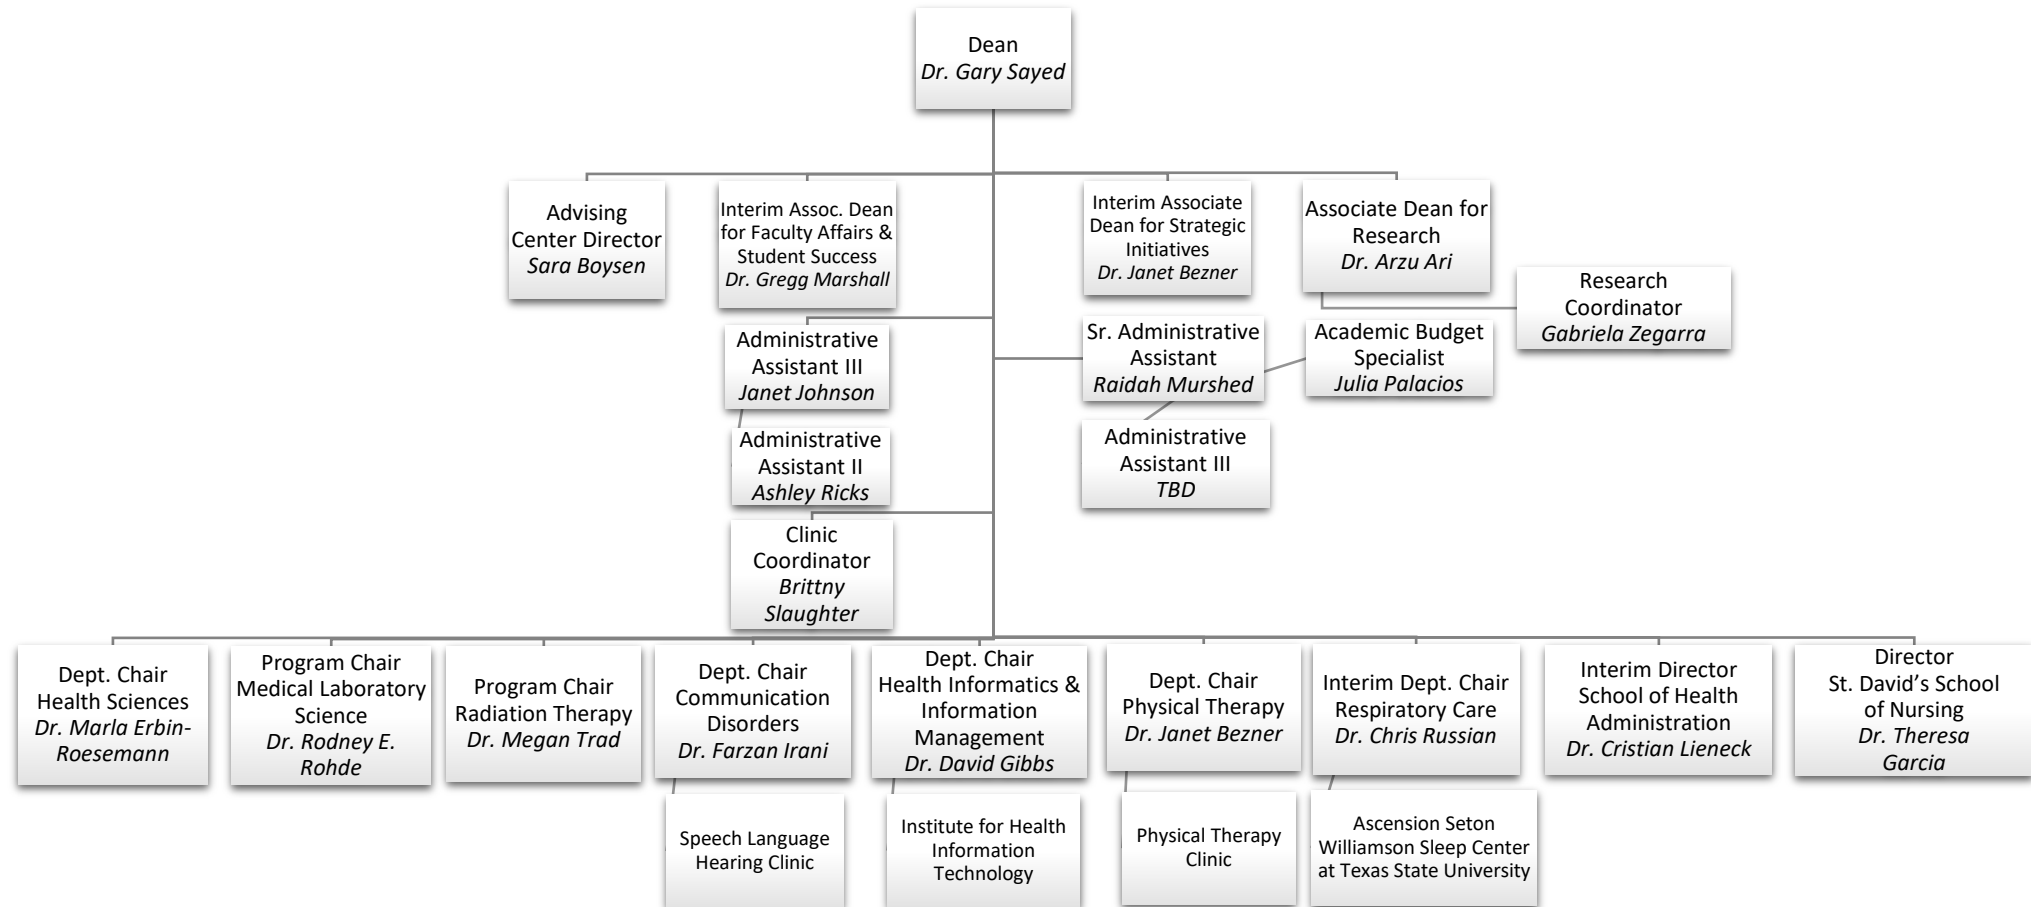 Dean
Dr. Gary Sayed
Advising
Center Director
Sara Boysen
Interim Assoc. Dean
for Faculty Affairs &
Student Success
Dr. Gregg Marshall
Interim Associate
Dean for Strategic
Initiatives
Dr. Janet Bezner
Associate Dean for
Research
Dr. Arzu Ari
Research
Coordinator
Gabriela Zegarra
Administrative
Assistant III
Janet Johnson
Sr. Administrative
Assistant
Raidah Murshed
Academic Budget
Specialist
Julia Palacios
Administrative
Assistant II
Ashley Ricks
Administrative
Assistant III
TBD
Clinic
Coordinator
Brittny
Slaughter
Dept. Chair
Health Sciences
Dr. Marla Erbin-
Roesemann
Program Chair
Medical Laboratory
Science
Dr. Rodney E.
Rohde
Program Chair
Radiation Therapy
Dr. Megan Trad
Dept. Chair
Communication
Disorders
Dr. Farzan Irani
Dept. Chair
Health Informatics &
Information
Management
Dr. David Gibbs
Dept. Chair
Physical Therapy
Dr. Janet Bezner
Interim Dept. Chair
Respiratory Care
Dr. Chris Russian
Interim Director
School of Health
Administration
Dr. Cristian Lieneck
Director
St. David’s School
of Nursing
Dr. Theresa
Garcia
Speech Language
Hearing Clinic
Institute for Health
Information
Technology
Physical Therapy
Clinic
Ascension Seton
Williamson Sleep Center
at Texas State University